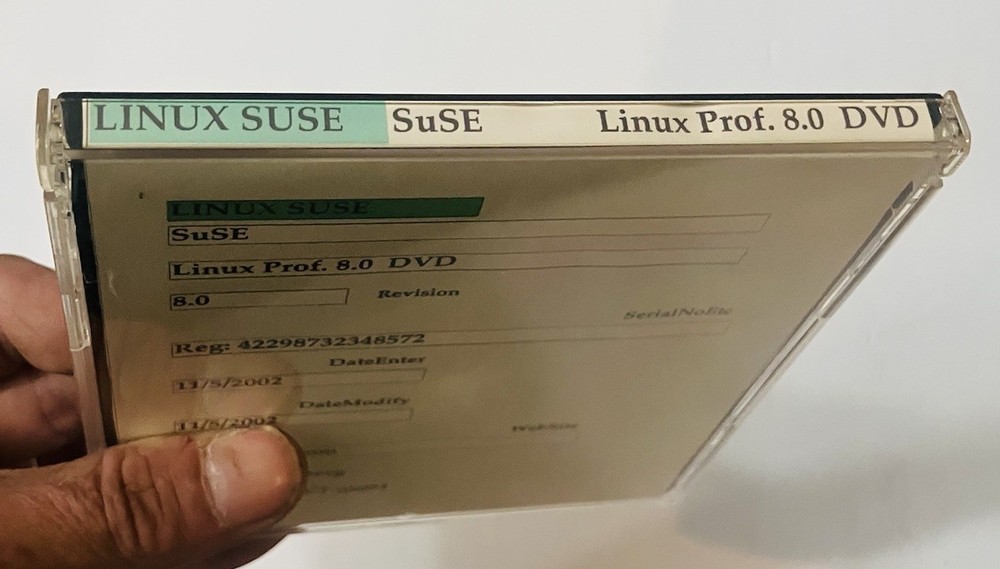 LINUX SUSE SuSE Linux Prof. 8.0 DVD
LINUX SUSE
SuSE
Linux Prof. 8.0 DVD
8.0 Revision
SerialNoEtc
Reg: 42298732348572
DateEnter
11/5/2002
DateModify
11/5/2002
WebSite